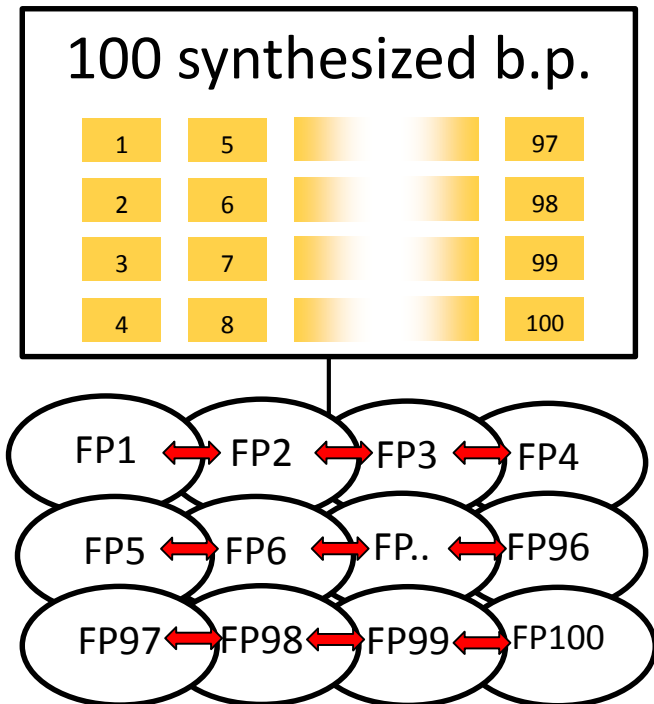 100 synthesized b.p.
1 5 97
2 6 98
3 7 99
4 8 100
FP1 FP2 FP3 FP4
FP5 FP6 FP.. FP96
FP97 FP98 FP99 FP100